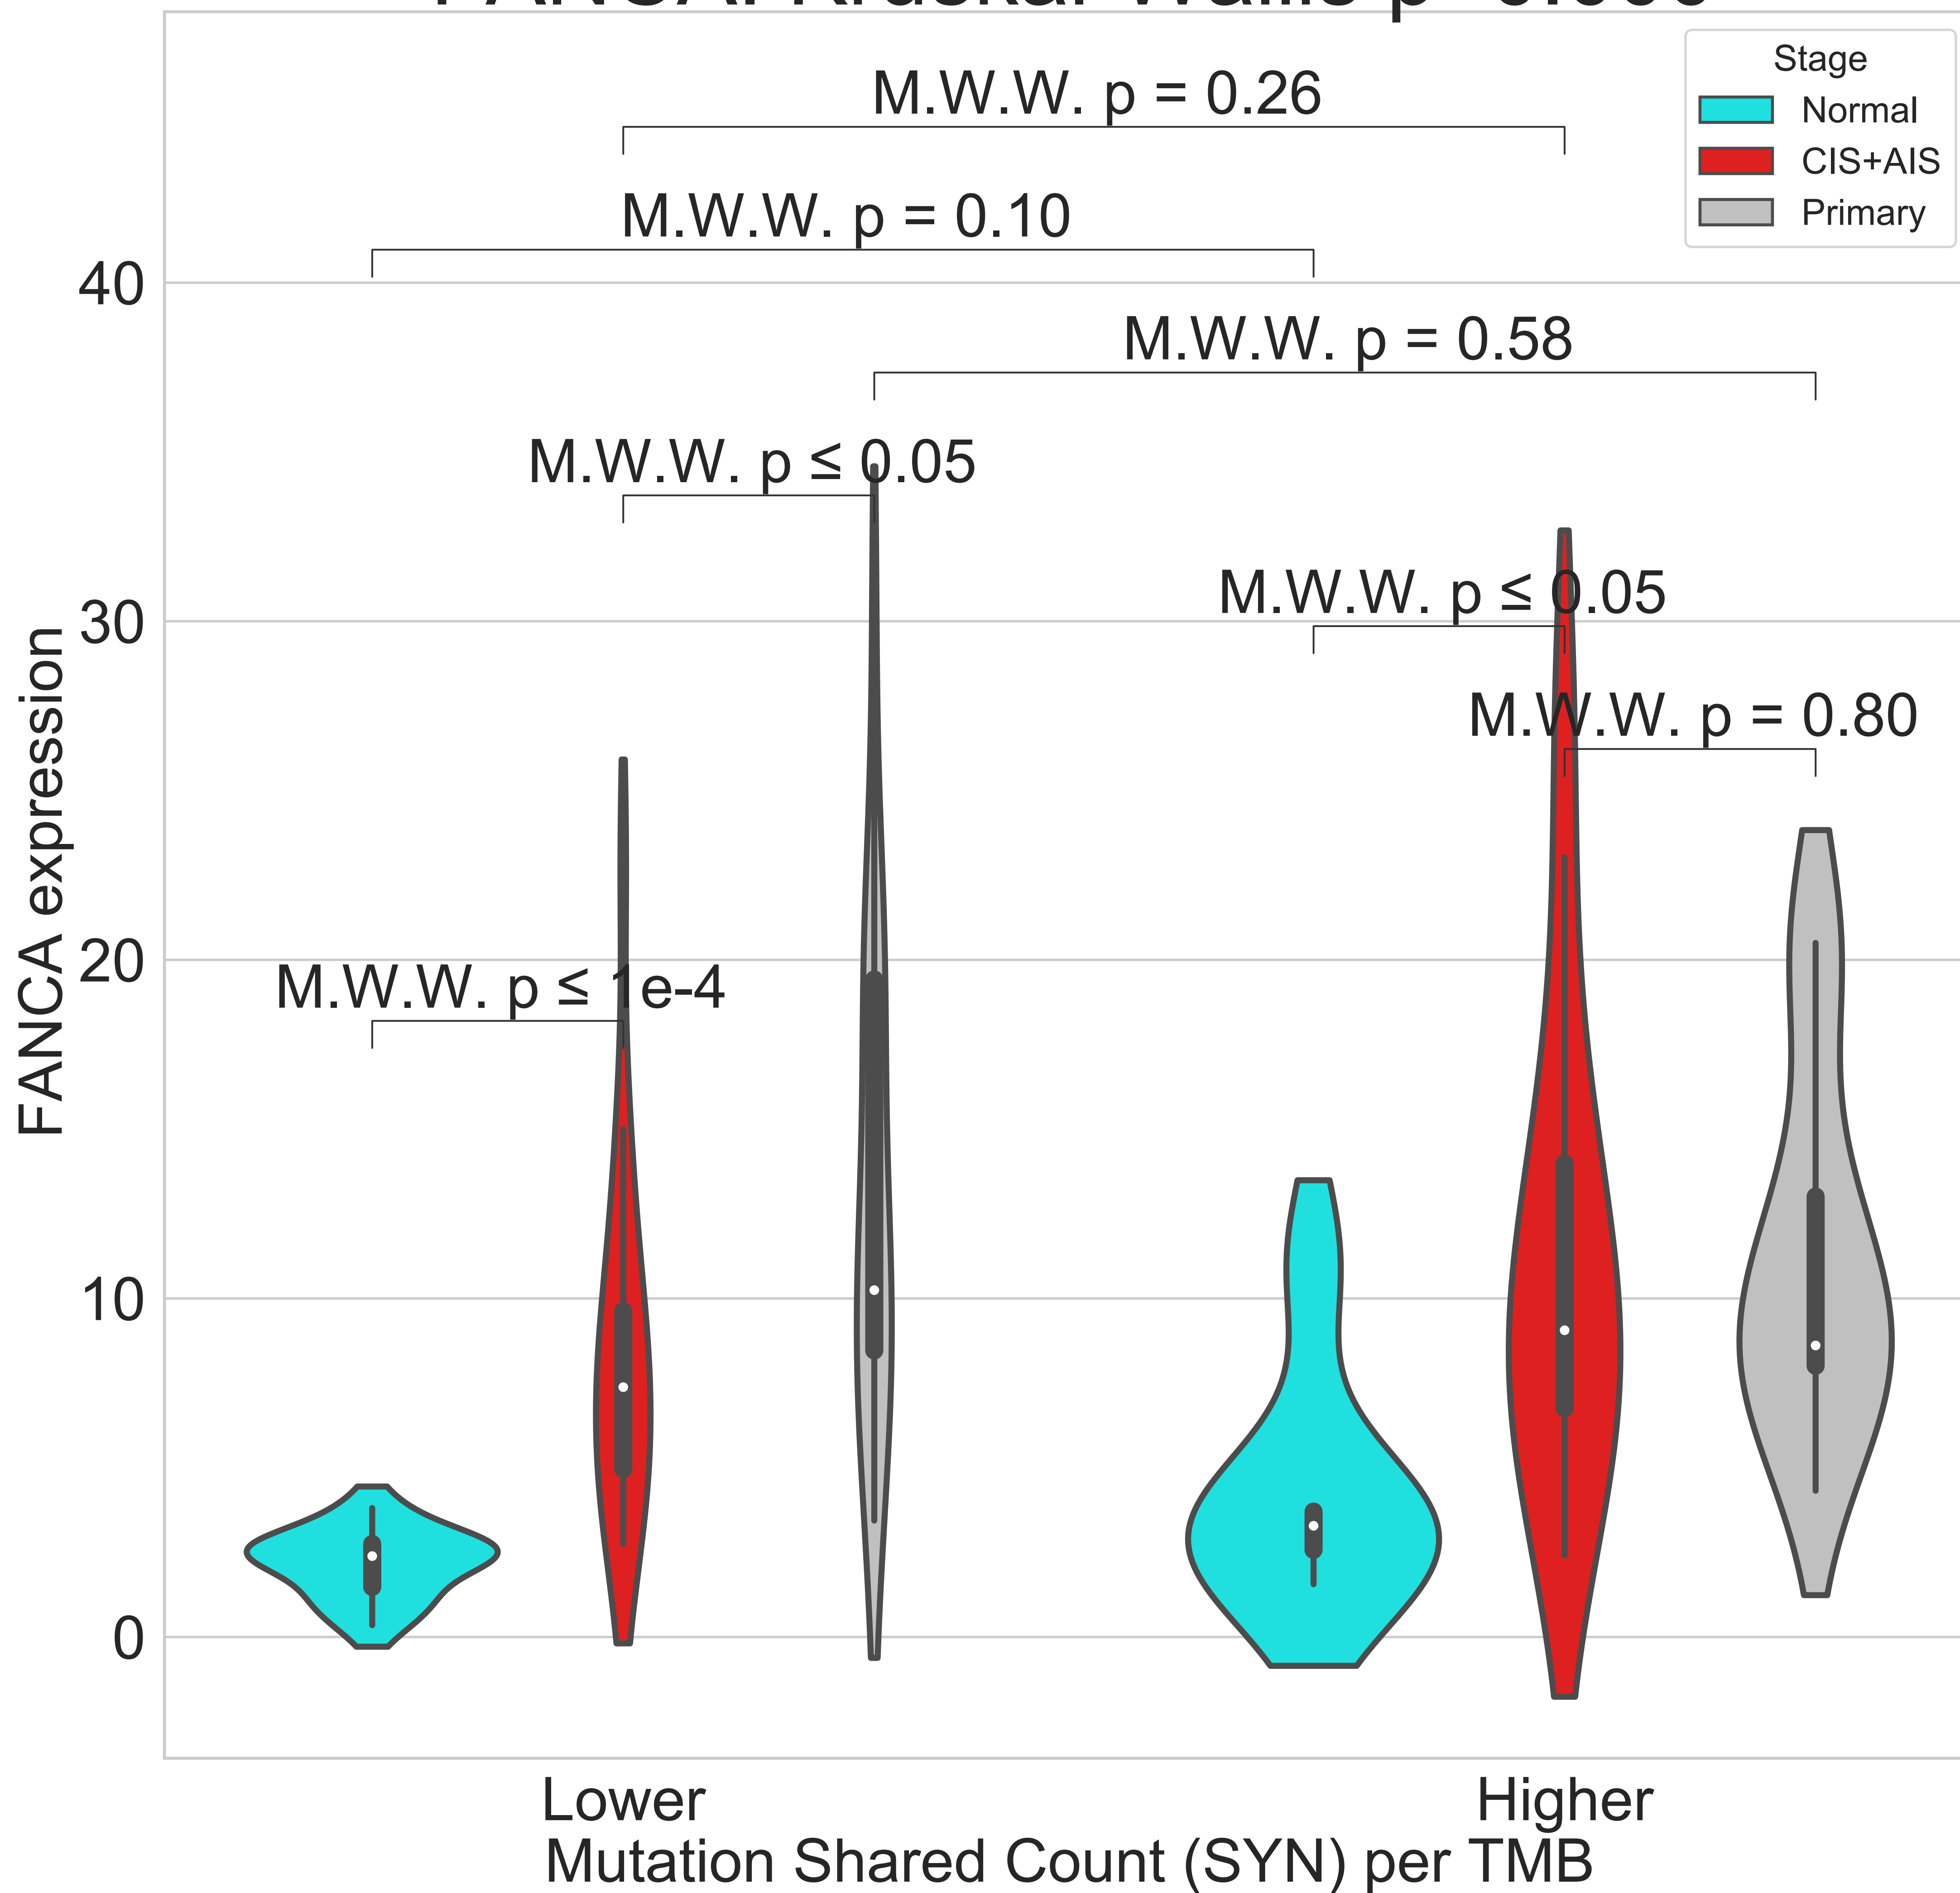 Stage
Normal
CIS+AIS
Primary
M.W.W. p = 0.26
M.W.W. p = 0.10
M.W.W. p = 0.58
M.W.W. p ≤ 0.05
M.W.W. p ≤ 0.05
M.W.W. p = 0.80
M.W.W. p ≤ 1e-4
FANCA expression
40
30
20
10
0
Lower
Higher
Mutation Shared Count (SYN) per TMB